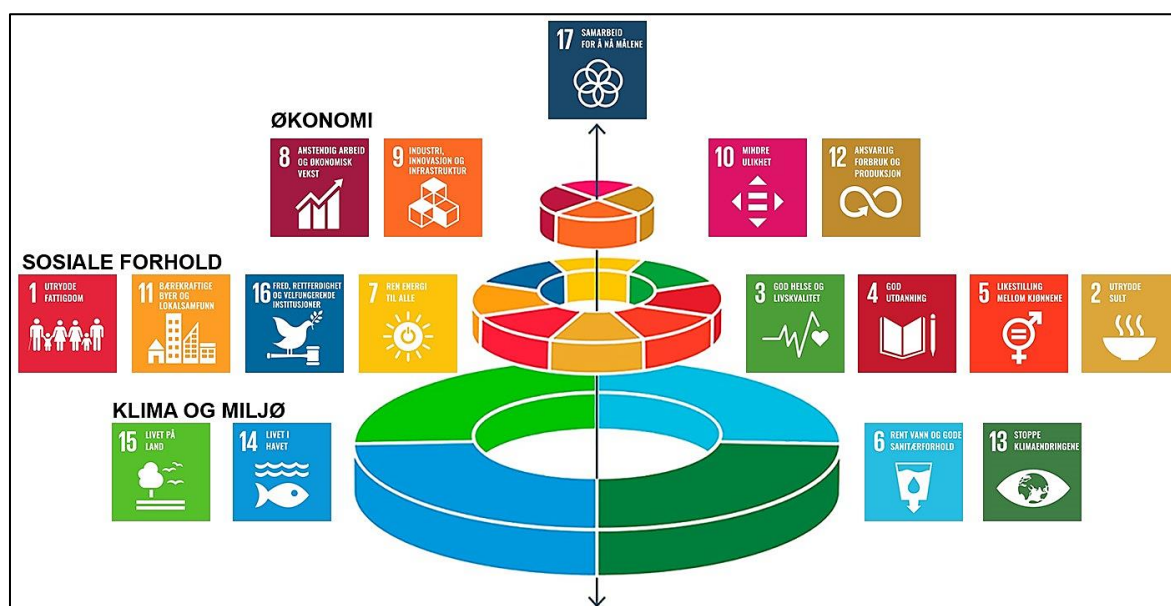 17 SAMARBEID
FOR Å NÅ MÅLENE
ØKONOMI
8 ANSTENDIG ARBEID
OG ØKONOMISK
VEKST
9 INDUSTRI,
INNOVASJON OG
INFRASTRUKTUR
10 MINDRE
ULIKHET
12 ANSVARLIG
FORBRUK OG
PRODUKSJON
SOSIALE FORHOLD
1 UTRYDDE
FATTIGDOM
11 BÆREKRAFTIGE
BYER OG
LOKALSAMFUNN
16 FRED, RETTFERDIGHET
OG VELFUNGERENDE
INSTITUSJONER
7 REN ENERGI
TIL ALLE
3 GOD HELSE OG
LIVSKVALITET
4 GOD
UTDANNING
5 LIKESTILLING
MELLOM KJØNNENE
2 UTRYDDE
SULT
KLIMA OG MILJØ
15 LIVET PÅ
LAND
14 LIVET I
HAVET
6 RENT VANN OG GODE
SANITÆRFORHOLD
13 STOPPE
KLIMAENDRINGENE